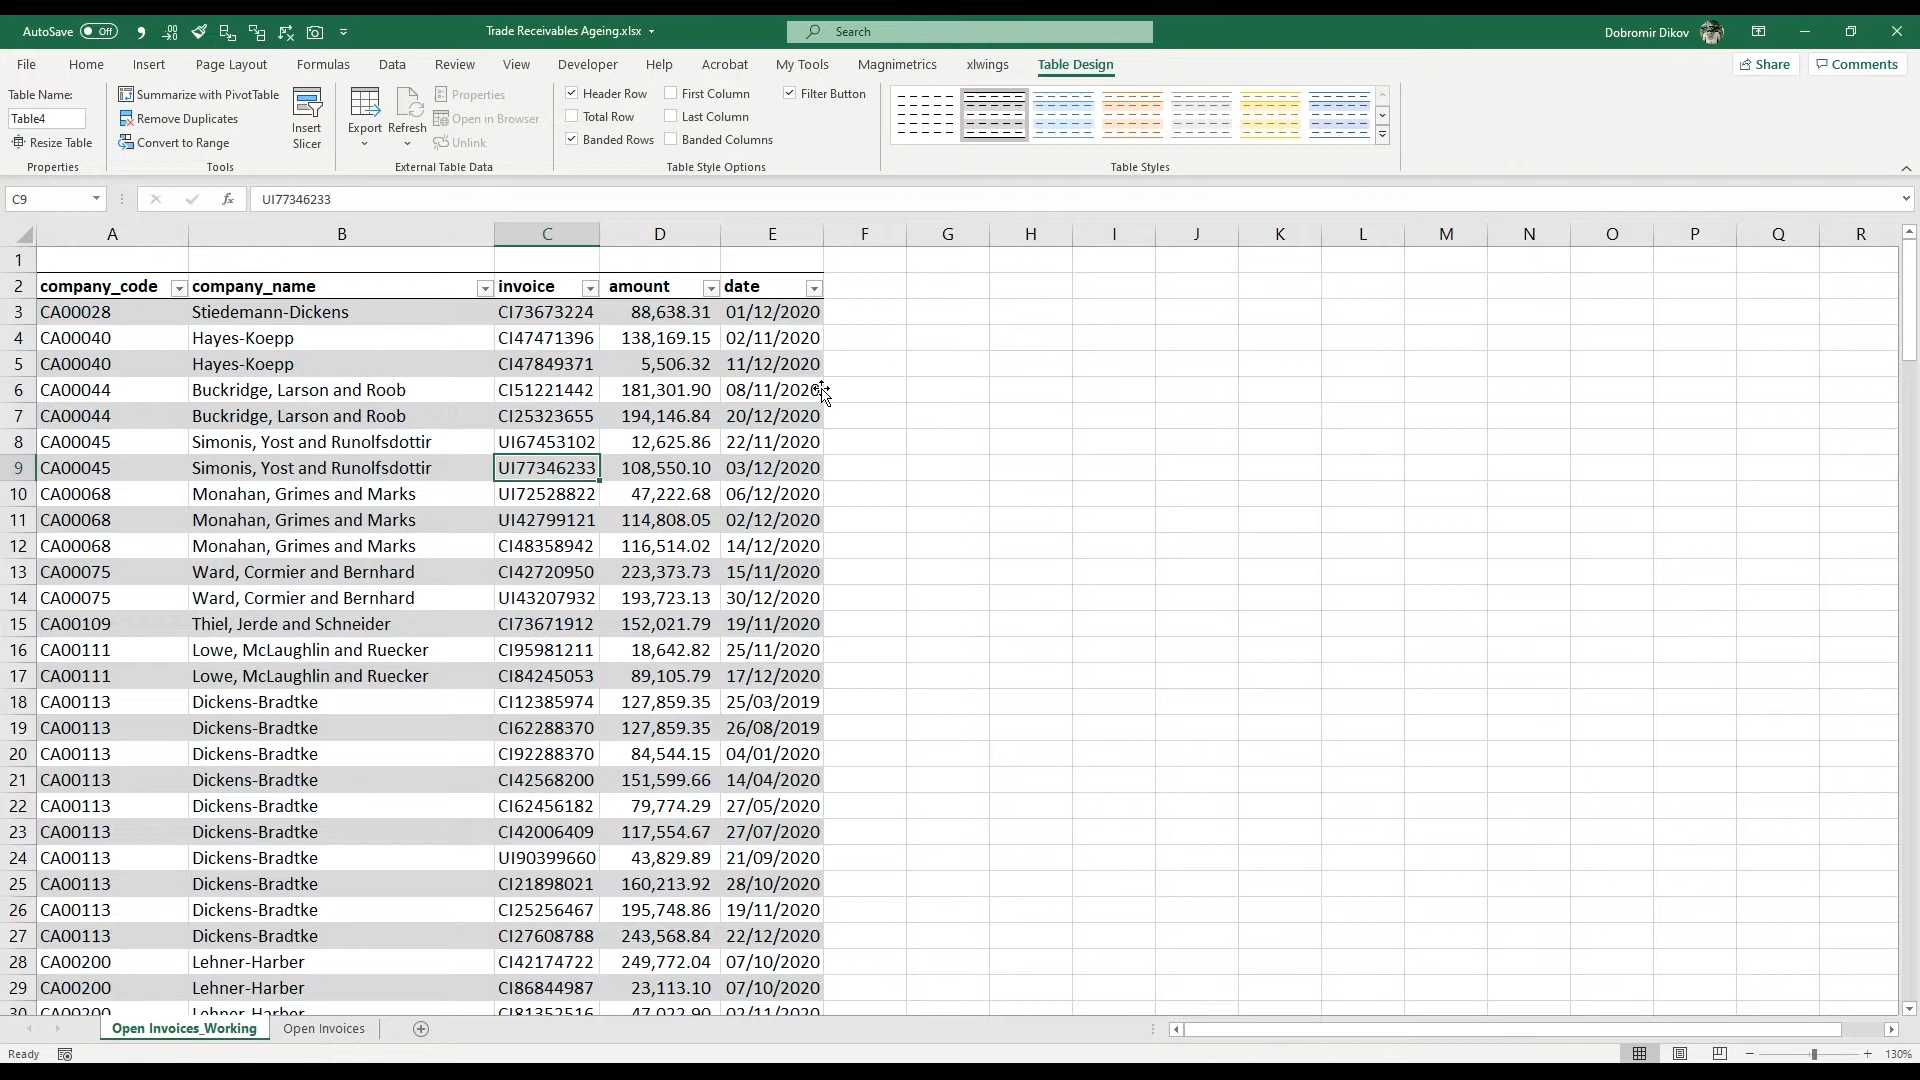 AutoSave Off Trade Receivables Ageing.xlsx Search Dobromir Dikov
File Home Insert Page Layout Formulas Data Review View Developer Help Acrobat My Tools Magnimetrics xlwings Table Design Share Comments
Table Name: Summarize with PivotTable Properties Header Row First Column Filter Button
Table4 Remove Duplicates Insert Slicer Export Refresh Open in Browser Total Row Last Column
Resize Table Convert to Range Unlink Banded Rows Banded Columns
Properties Tools External Table Data Table Style Options Table Styles
C9 fx UI77346233
A B C D E F G H I J K L M N O P Q R
1
2 company_code company_name invoice amount date
3 CA00028 Stiedemann-Dickens CI73673224 88,638.31 01/12/2020
4 CA00040 Hayes-Koepp CI47471396 138,169.15 02/11/2020
5 CA00040 Hayes-Koepp CI47849371 5,506.32 11/12/2020
6 CA00044 Buckridge, Larson and Roob CI51221442 181,301.90 08/11/2020
7 CA00044 Buckridge, Larson and Roob CI25323655 194,146.84 20/12/2020
8 CA00045 Simonis, Yost and Runolfsdottir UI67453102 12,625.86 22/11/2020
9 CA00045 Simonis, Yost and Runolfsdottir UI77346233 108,550.10 03/12/2020
10 CA00068 Monahan, Grimes and Marks UI72528822 47,222.68 06/12/2020
11 CA00068 Monahan, Grimes and Marks UI42799121 114,808.05 02/12/2020
12 CA00068 Monahan, Grimes and Marks CI48358942 116,514.02 14/12/2020
13 CA00075 Ward, Cormier and Bernhard CI42720950 223,373.73 15/11/2020
14 CA00075 Ward, Cormier and Bernhard UI43207932 193,723.13 30/12/2020
15 CA00109 Thiel, Jerde and Schneider CI73671912 152,021.79 19/11/2020
16 CA00111 Lowe, McLaughlin and Ruecker CI95981211 18,642.82 25/11/2020
17 CA00111 Lowe, McLaughlin and Ruecker CI84245053 89,105.79 17/12/2020
18 CA00113 Dickens-Bradtke CI12385974 127,859.35 25/03/2019
19 CA00113 Dickens-Bradtke CI62288370 127,859.35 26/08/2019
20 CA00113 Dickens-Bradtke CI92288370 84,544.15 04/01/2020
21 CA00113 Dickens-Bradtke CI42568200 151,599.66 14/04/2020
22 CA00113 Dickens-Bradtke CI62456182 79,774.29 27/05/2020
23 CA00113 Dickens-Bradtke CI42006409 117,554.67 27/07/2020
24 CA00113 Dickens-Bradtke UI90399660 43,829.89 21/09/2020
25 CA00113 Dickens-Bradtke CI21898021 160,213.92 28/10/2020
26 CA00113 Dickens-Bradtke CI25256467 195,748.86 19/11/2020
27 CA00113 Dickens-Bradtke CI27608788 243,568.84 22/12/2020
28 CA00200 Lehner-Harber CI42174722 249,772.04 07/10/2020
29 CA00200 Lehner-Harber CI86844987 23,113.10 07/10/2020
30 CA00200 Lehner-Harber CI81352516 47,022.90 02/11/2020
Open Invoices_Working Open Invoices
Ready 130%